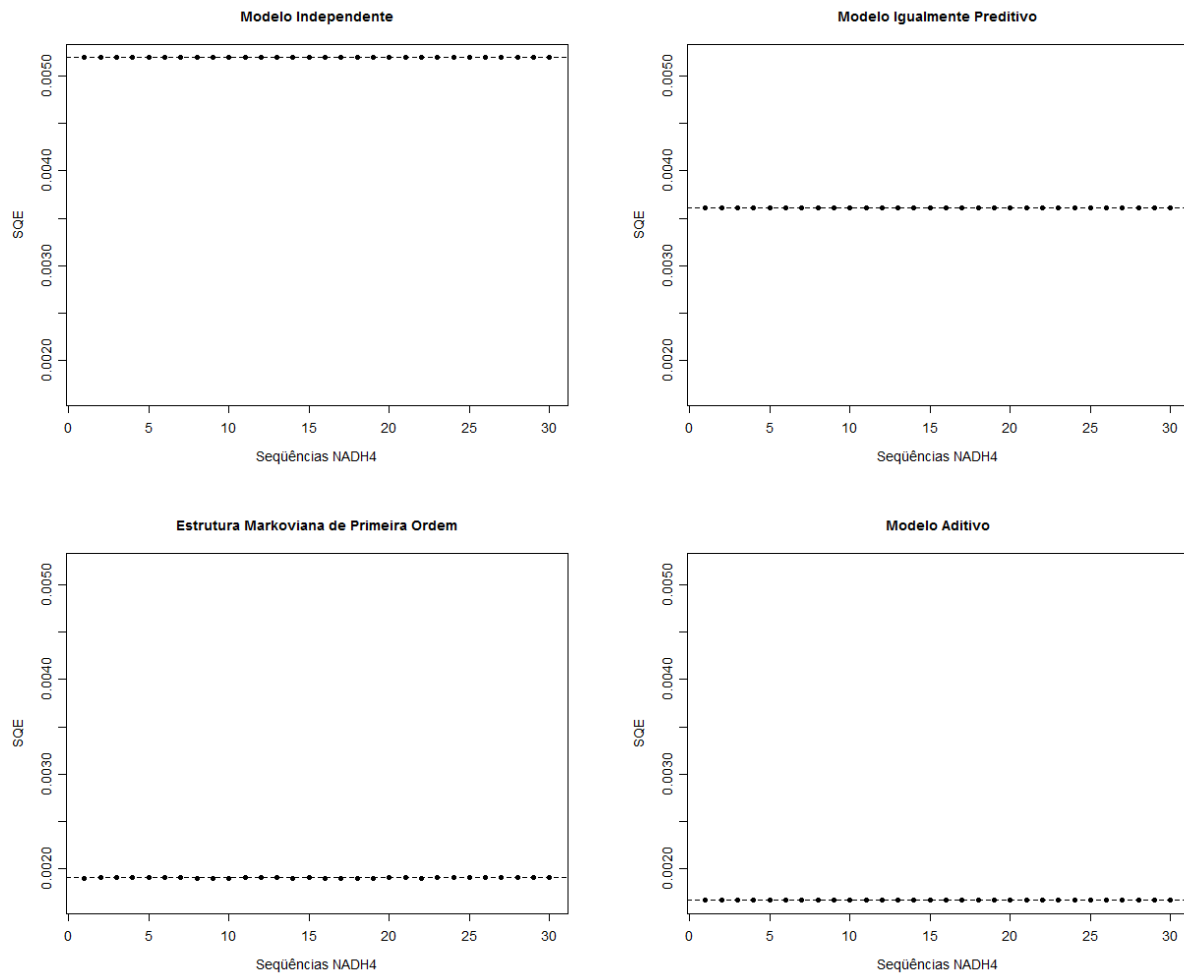 Modelo Independente
SQE
0.0050
0.0040
0.0030
0.0020
0 5 10 15 20 25 30
Seqüências NADH4
Modelo Igualmente Preditivo
SQE
0.0050
0.0040
0.0030
0.0020
0 5 10 15 20 25 30
Seqüências NADH4
Estrutura Markoviana de Primeira Ordem
SQE
0.0050
0.0040
0.0030
0.0020
0 5 10 15 20 25 30
Seqüências NADH4
Modelo Aditivo
SQE
0.0050
0.0040
0.0030
0.0020
0 5 10 15 20 25 30
Seqüências NADH4